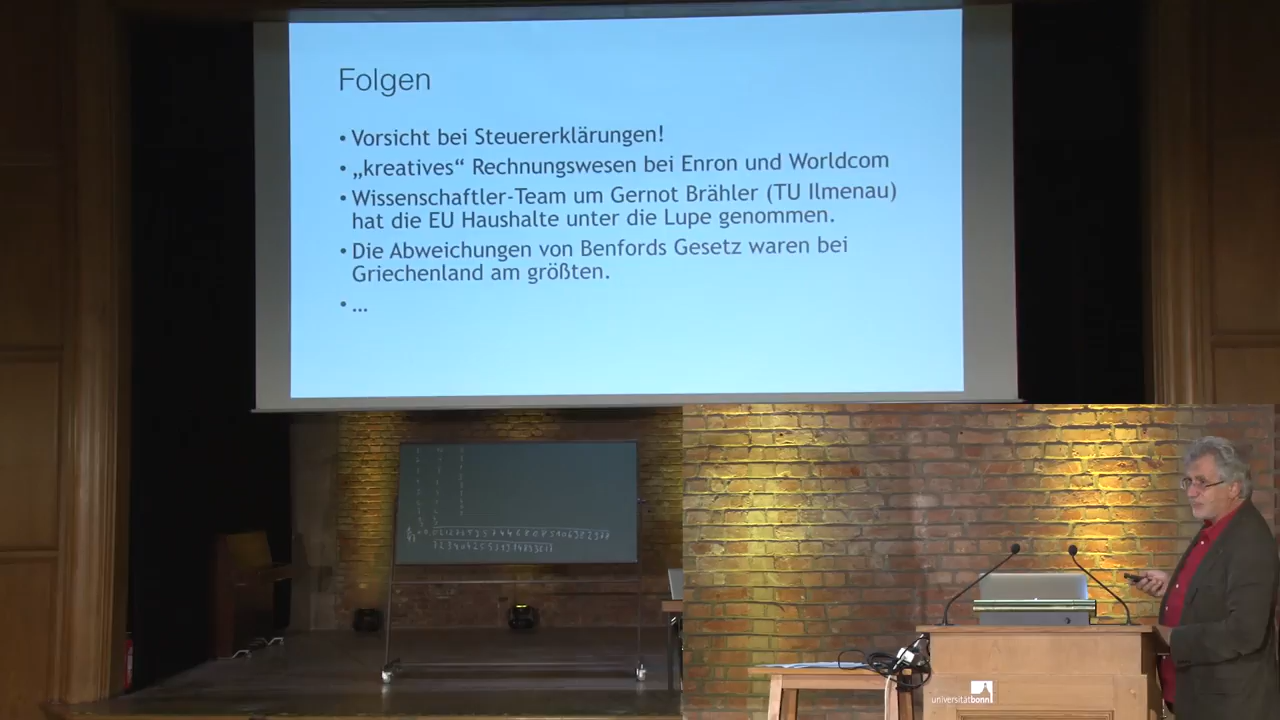 Folgen
• Vorsicht bei Steuererklärungen!
• „kreatives“ Rechnungswesen bei Enron und Worldcom
• Wissenschaftler-Team um Gernot Brähler (TU Ilmenau)
hat die EU Haushalte unter die Lupe genommen.
• Die Abweichungen von Benfords Gesetz waren bei
Griechenland am größten.
• ...
universitätbonn